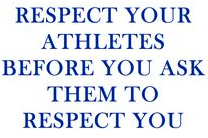 RESPECT YOUR
ATHLETES
BEFORE YOU ASK
THEM TO
RESPECT YOU